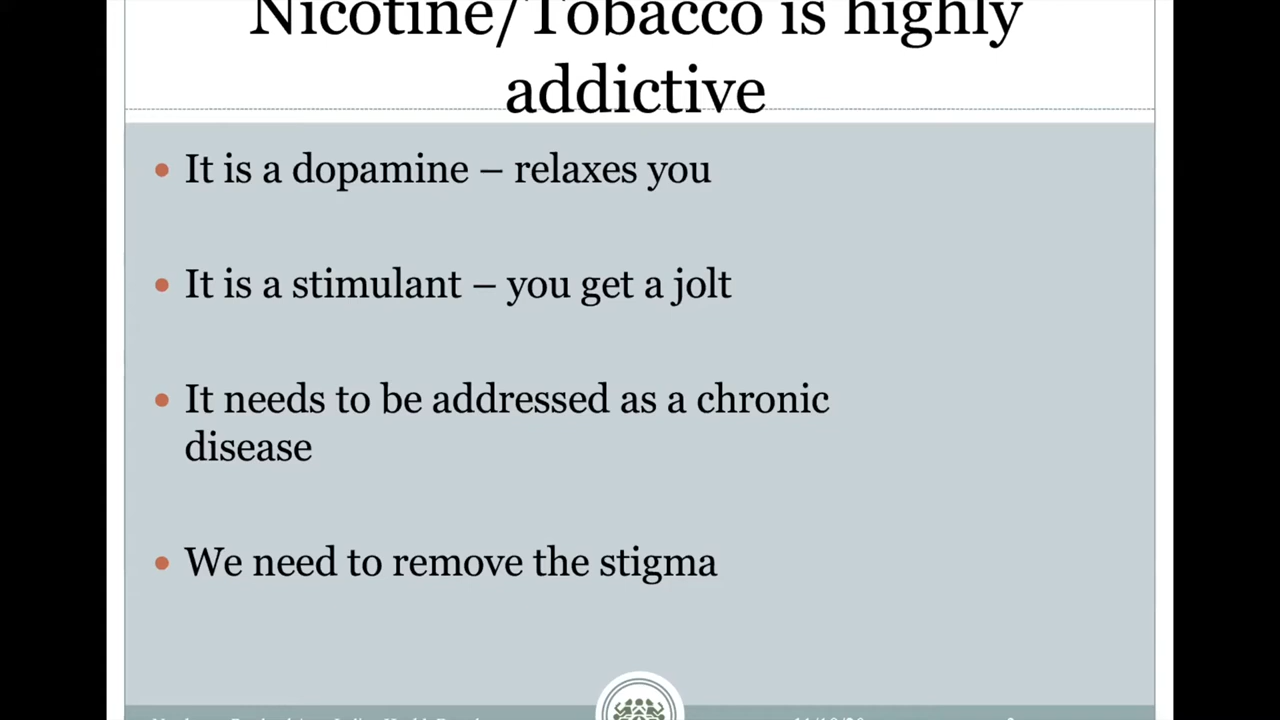 Nicotine/Tobacco is highly
addictive
• It is a dopamine – relaxes you
• It is a stimulant – you get a jolt
• It needs to be addressed as a chronic
disease
• We need to remove the stigma